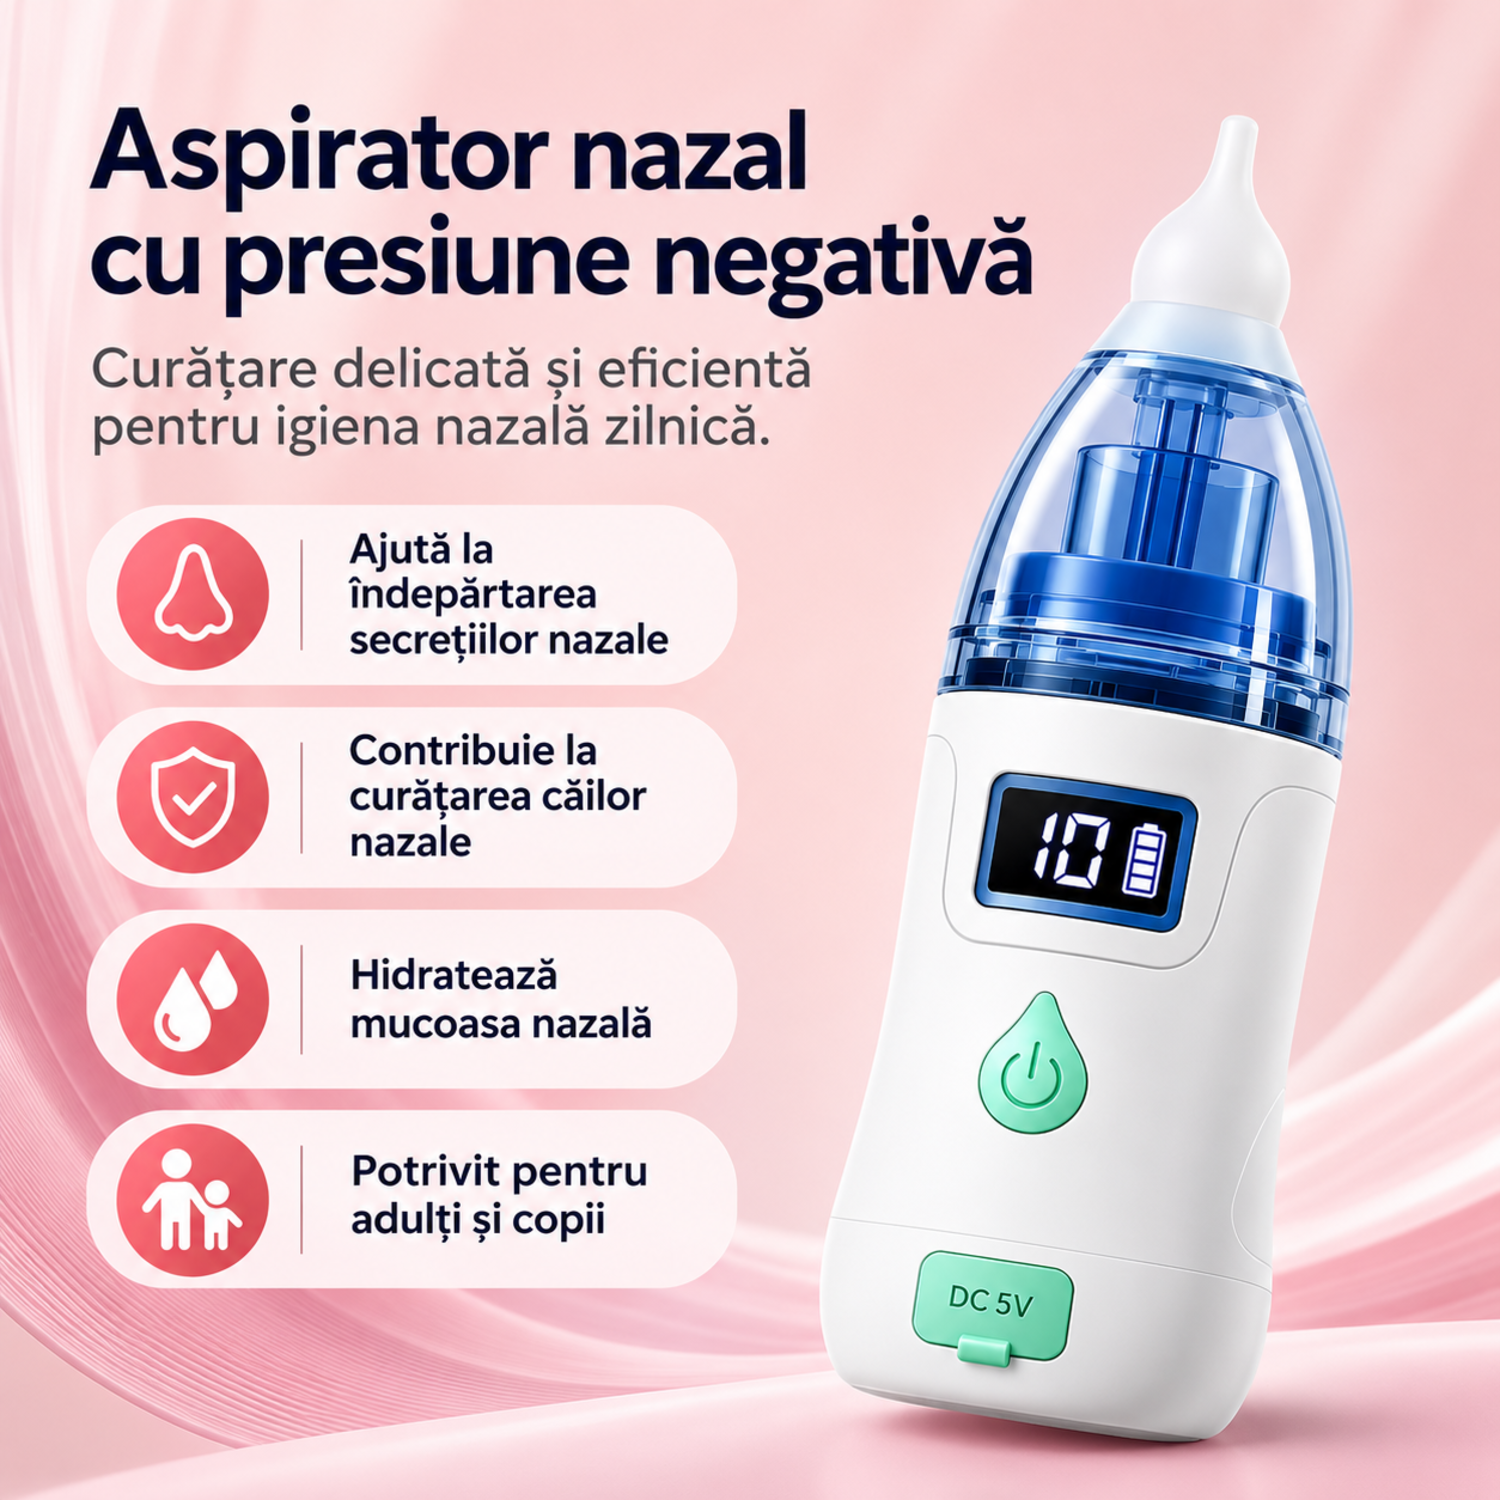 Aspirator nazal
cu presiune negativă
Curățare delicată și eficientă
pentru igiena nazală zilnică.
Ajută la
îndepărtarea
secrețiilor nazale
Contribuie la
curățarea căilor
nazale
Hidratează
mucoasa nazală
Potrivit pentru
adulți și copii
10
DC 5V